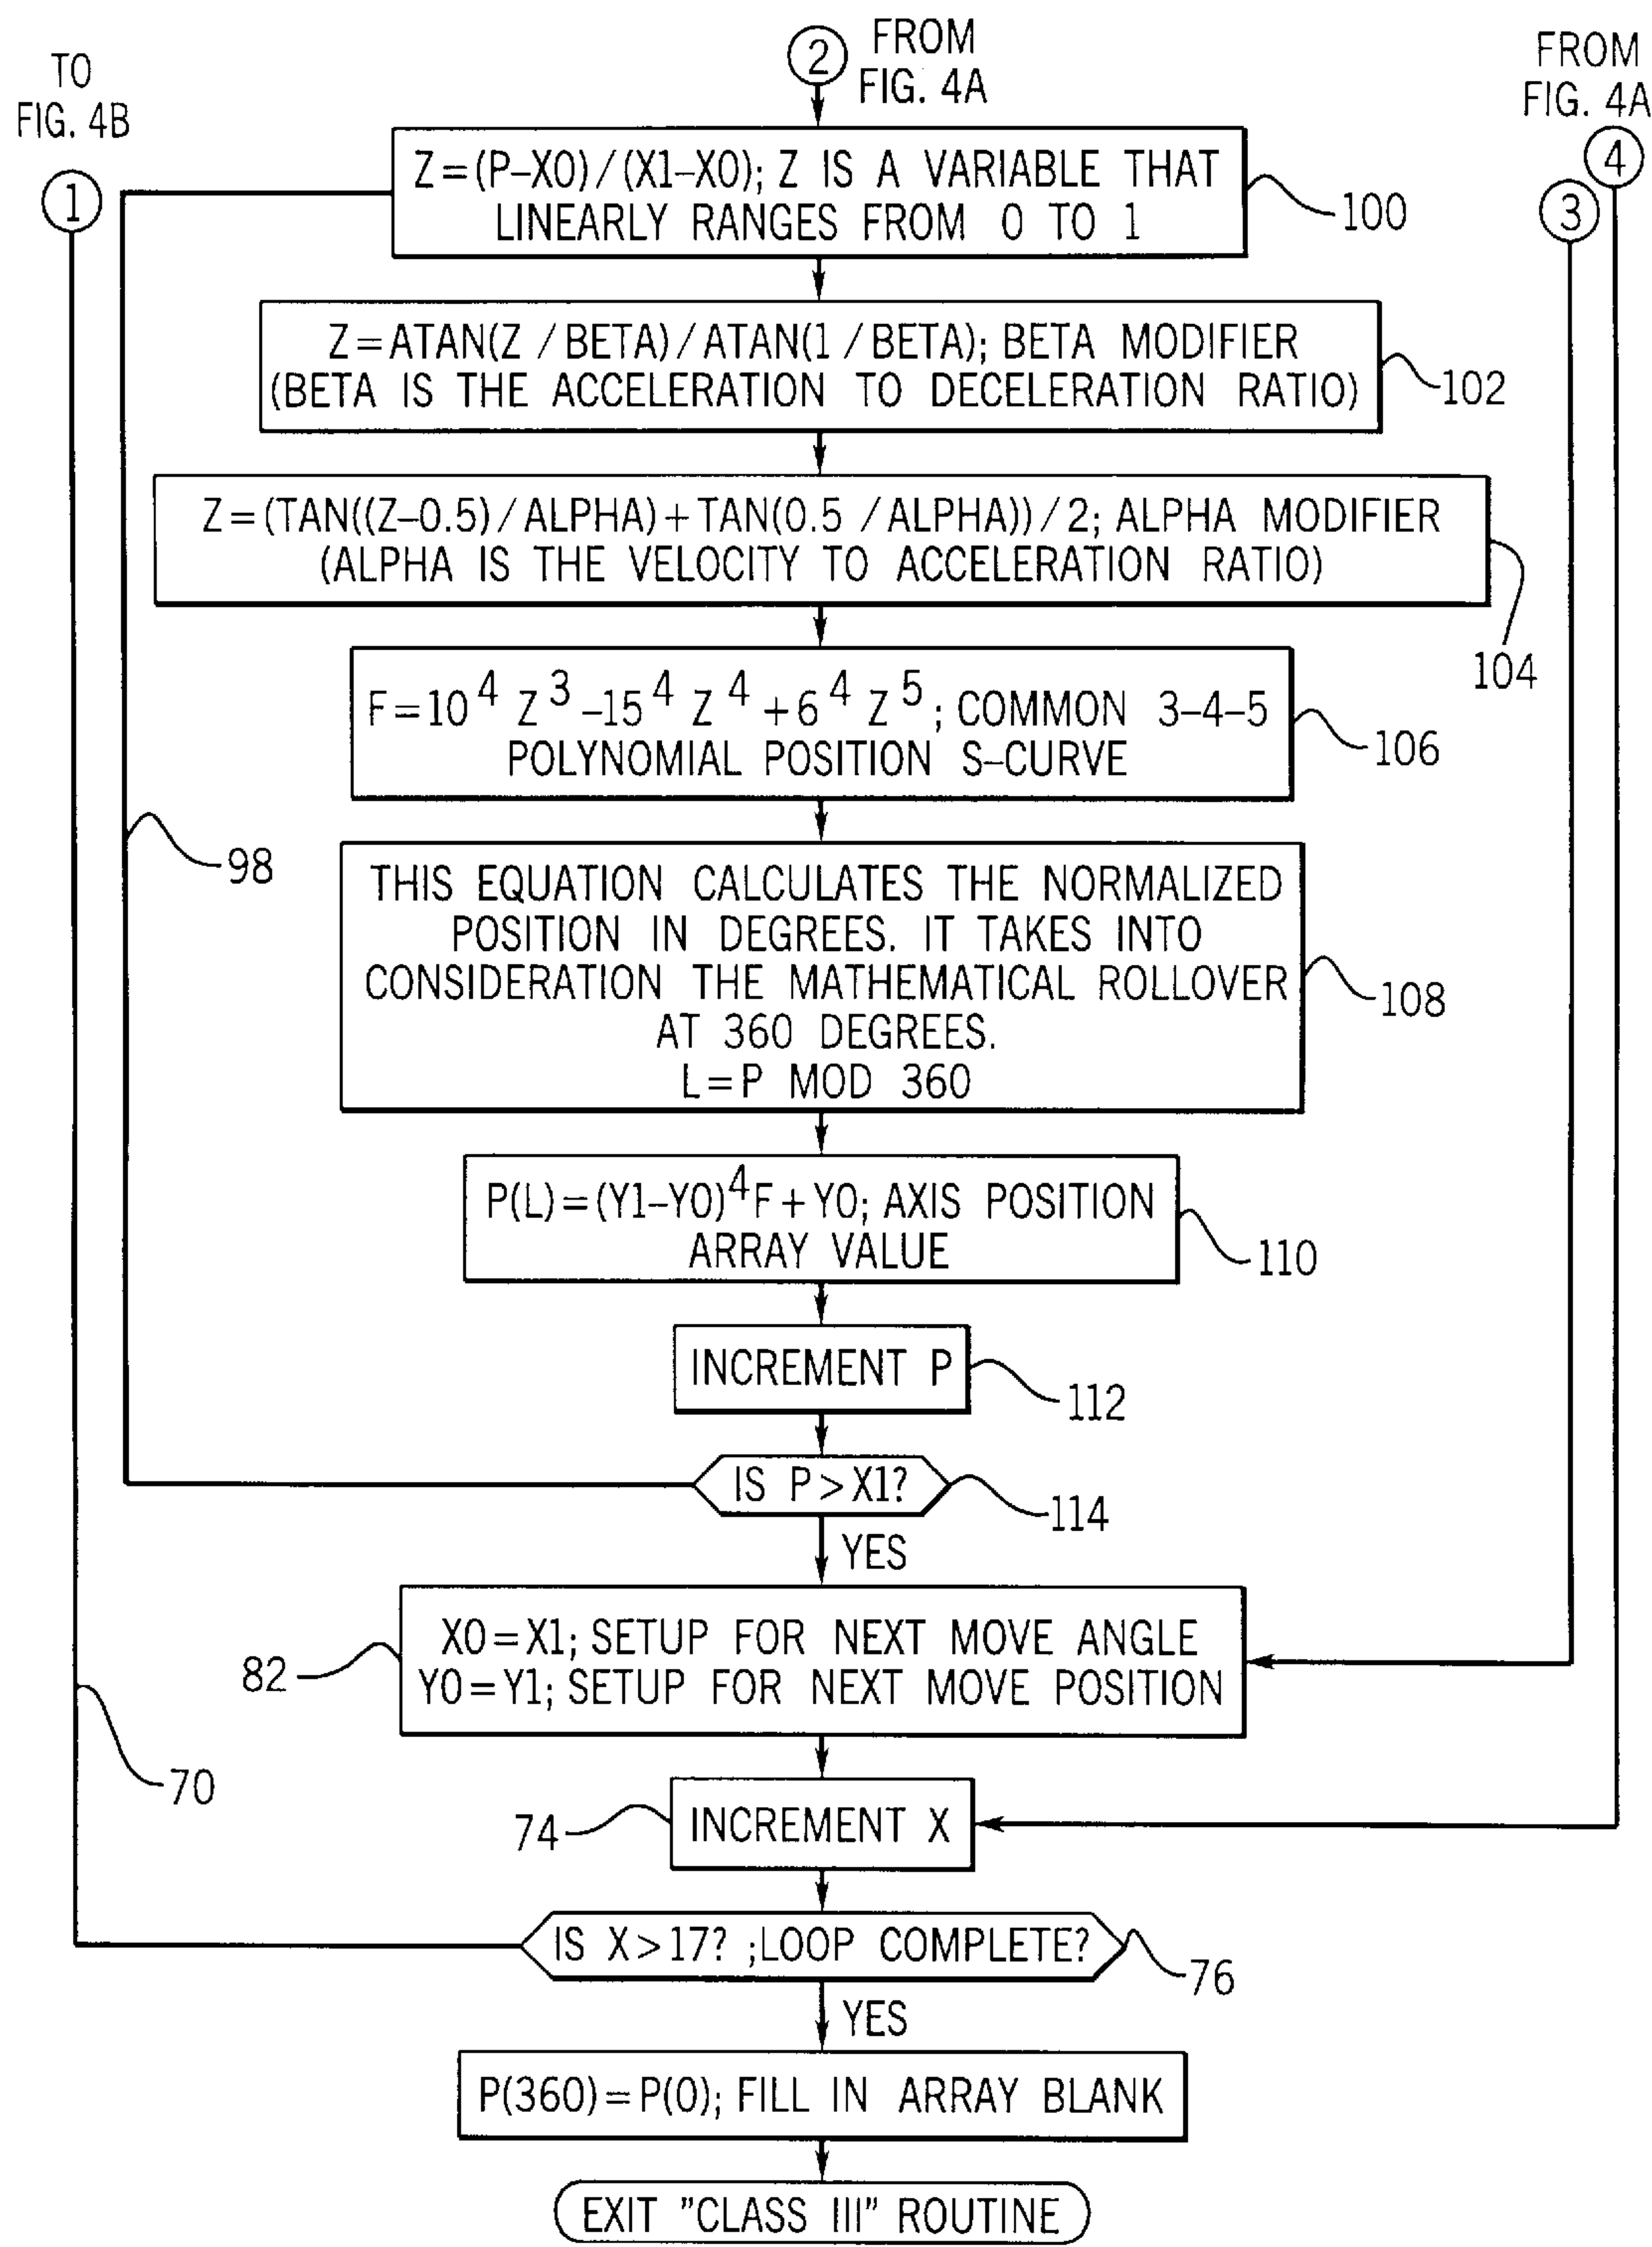 TO
FIG. 4B
1
2
FROM
FIG. 4A
FROM
FIG. 4A
4
3
Z=(P-X0)/(X1-X0); Z IS A VARIABLE THAT
LINEARLY RANGES FROM 0 TO 1
100
Z=ATAN(Z /BETA)/ATAN(1 /BETA); BETA MODIFIER
(BETA IS THE ACCELERATION TO DECELERATION RATIO)
102
Z=(TAN((Z-0.5)/ALPHA)+TAN(0.5 /ALPHA))/2; ALPHA MODIFIER
(ALPHA IS THE VELOCITY TO ACCELERATION RATIO)
104
F=10⁴ Z³-15⁴ Z⁴+6⁴ Z⁵; COMMON 3-4-5
POLYNOMIAL POSITION S-CURVE
106
98
THIS EQUATION CALCULATES THE NORMALIZED
POSITION IN DEGREES. IT TAKES INTO
CONSIDERATION THE MATHEMATICAL ROLLOVER
AT 360 DEGREES.
L=P MOD 360
108
P(L)=(Y1-Y0)⁴F+Y0; AXIS POSITION
ARRAY VALUE
110
INCREMENT P
112
IS P>X1?
114
YES
X0=X1; SETUP FOR NEXT MOVE ANGLE
Y0=Y1; SETUP FOR NEXT MOVE POSITION
82
70
INCREMENT X
74
IS X>17? ;LOOP COMPLETE?
76
YES
P(360)=P(0); FILL IN ARRAY BLANK
EXIT "CLASS III" ROUTINE